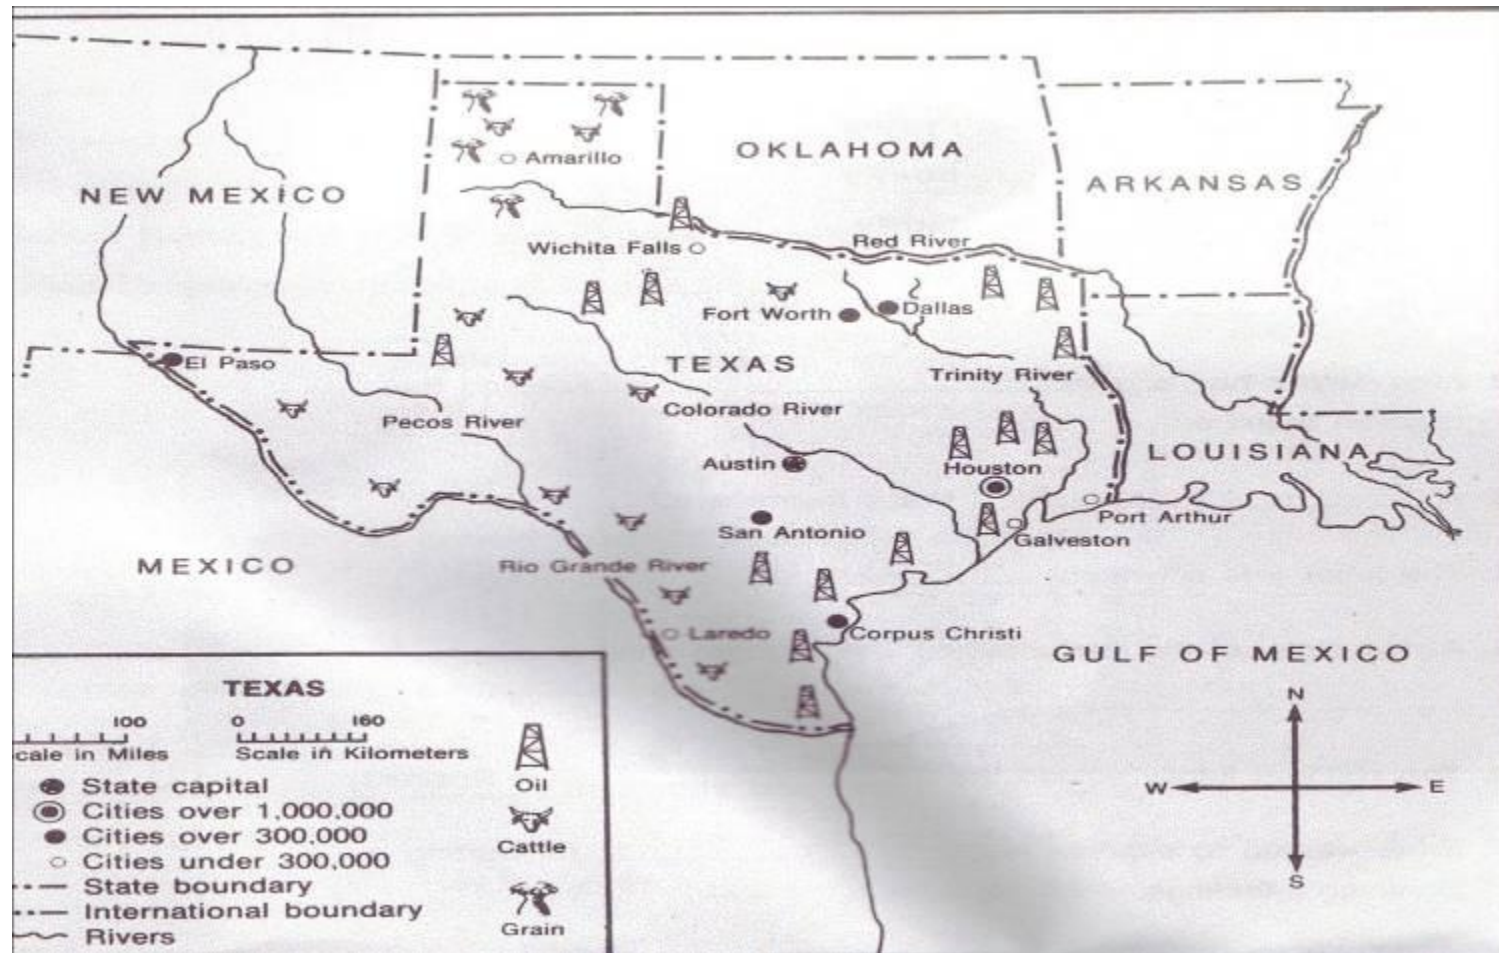 OKLAHOMA
Amarillo
ARKANSAS
NEW MEXICO
Red River
Wichita Falls
Fort Worth
Dallas
El Paso
TEXAS
Trinity River
Colorado River
Pecos River
Austin
Houston
LOUISIANA
Port Arthur
San Antonio
Galveston
MEXICO
Rio Grande River
Laredo
Corpus Christi
GULF OF MEXICO
N
W E
S
TEXAS
100 0 160
cale in Miles Scale in Kilometers
State capital
Oil
Cities over 1,000,000
Cities over 300,000
Cattle
Cities under 300,000
State boundary
International boundary
Grain
Rivers